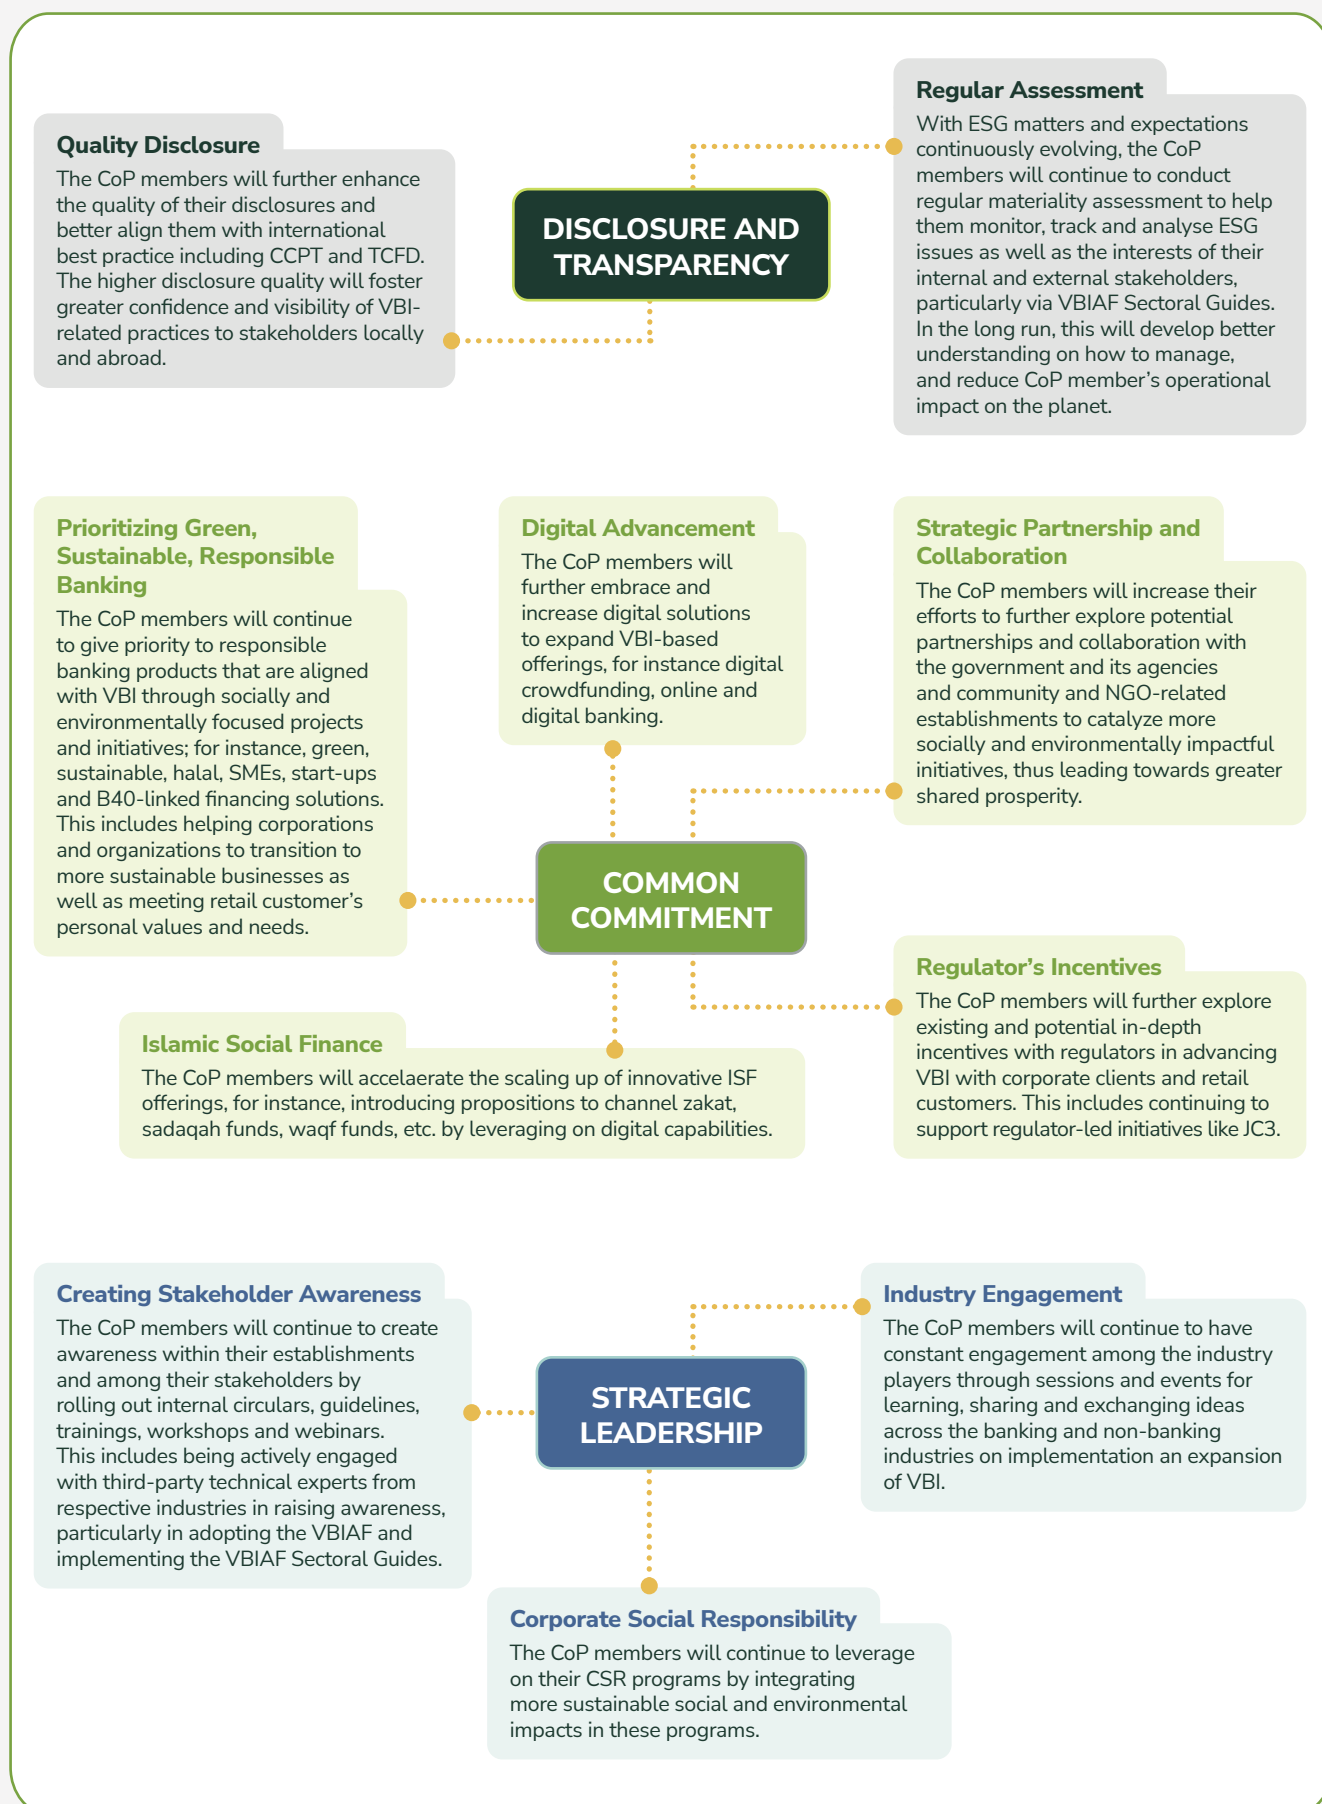 Quality Disclosure
The CoP members will further enhance
the quality of their disclosures and
better align them with international
best practice including CCPT and TCFD.
The higher disclosure quality will foster
greater confidence and visibility of VBI-
related practices to stakeholders locally
and abroad.
DISCLOSURE AND
TRANSPARENCY
Regular Assessment
With ESG matters and expectations
continuously evolving, the CoP
members will continue to conduct
regular materiality assessment to help
them monitor, track and analyse ESG
issues as well as the interests of their
internal and external stakeholders,
particularly via VBIAF Sectoral Guides.
In the long run, this will develop better
understanding on how to manage,
and reduce CoP member’s operational
impact on the planet.
Prioritizing Green,
Sustainable, Responsible
Banking
The CoP members will continue
to give priority to responsible
banking products that are aligned
with VBI through socially and
environmentally focused projects
and initiatives; for instance, green,
sustainable, halal, SMEs, start-ups
and B40-linked financing solutions.
This includes helping corporations
and organizations to transition to
more sustainable businesses as
well as meeting retail customer’s
personal values and needs.
Digital Advancement
The CoP members will
further embrace and
increase digital solutions
to expand VBI-based
offerings, for instance digital
crowdfunding, online and
digital banking.
Strategic Partnership and
Collaboration
The CoP members will increase their
efforts to further explore potential
partnerships and collaboration with
the government and its agencies
and community and NGO-related
establishments to catalyze more
socially and environmentally impactful
initiatives, thus leading towards greater
shared prosperity.
COMMON
COMMITMENT
Regulator’s Incentives
The CoP members will further explore
existing and potential in-depth
incentives with regulators in advancing
VBI with corporate clients and retail
customers. This includes continuing to
support regulator-led initiatives like JC3.
Islamic Social Finance
The CoP members will accelaerate the scaling up of innovative ISF
offerings, for instance, introducing propositions to channel zakat,
sadaqah funds, waqf funds, etc. by leveraging on digital capabilities.
Creating Stakeholder Awareness
The CoP members will continue to create
awareness within their establishments
and among their stakeholders by
rolling out internal circulars, guidelines,
trainings, workshops and webinars.
This includes being actively engaged
with third-party technical experts from
respective industries in raising awareness,
particularly in adopting the VBIAF and
implementing the VBIAF Sectoral Guides.
STRATEGIC
LEADERSHIP
Industry Engagement
The CoP members will continue to have
constant engagement among the industry
players through sessions and events for
learning, sharing and exchanging ideas
across the banking and non-banking
industries on implementation an expansion
of VBI.
Corporate Social Responsibility
The CoP members will continue to leverage
on their CSR programs by integrating
more sustainable social and environmental
impacts in these programs.